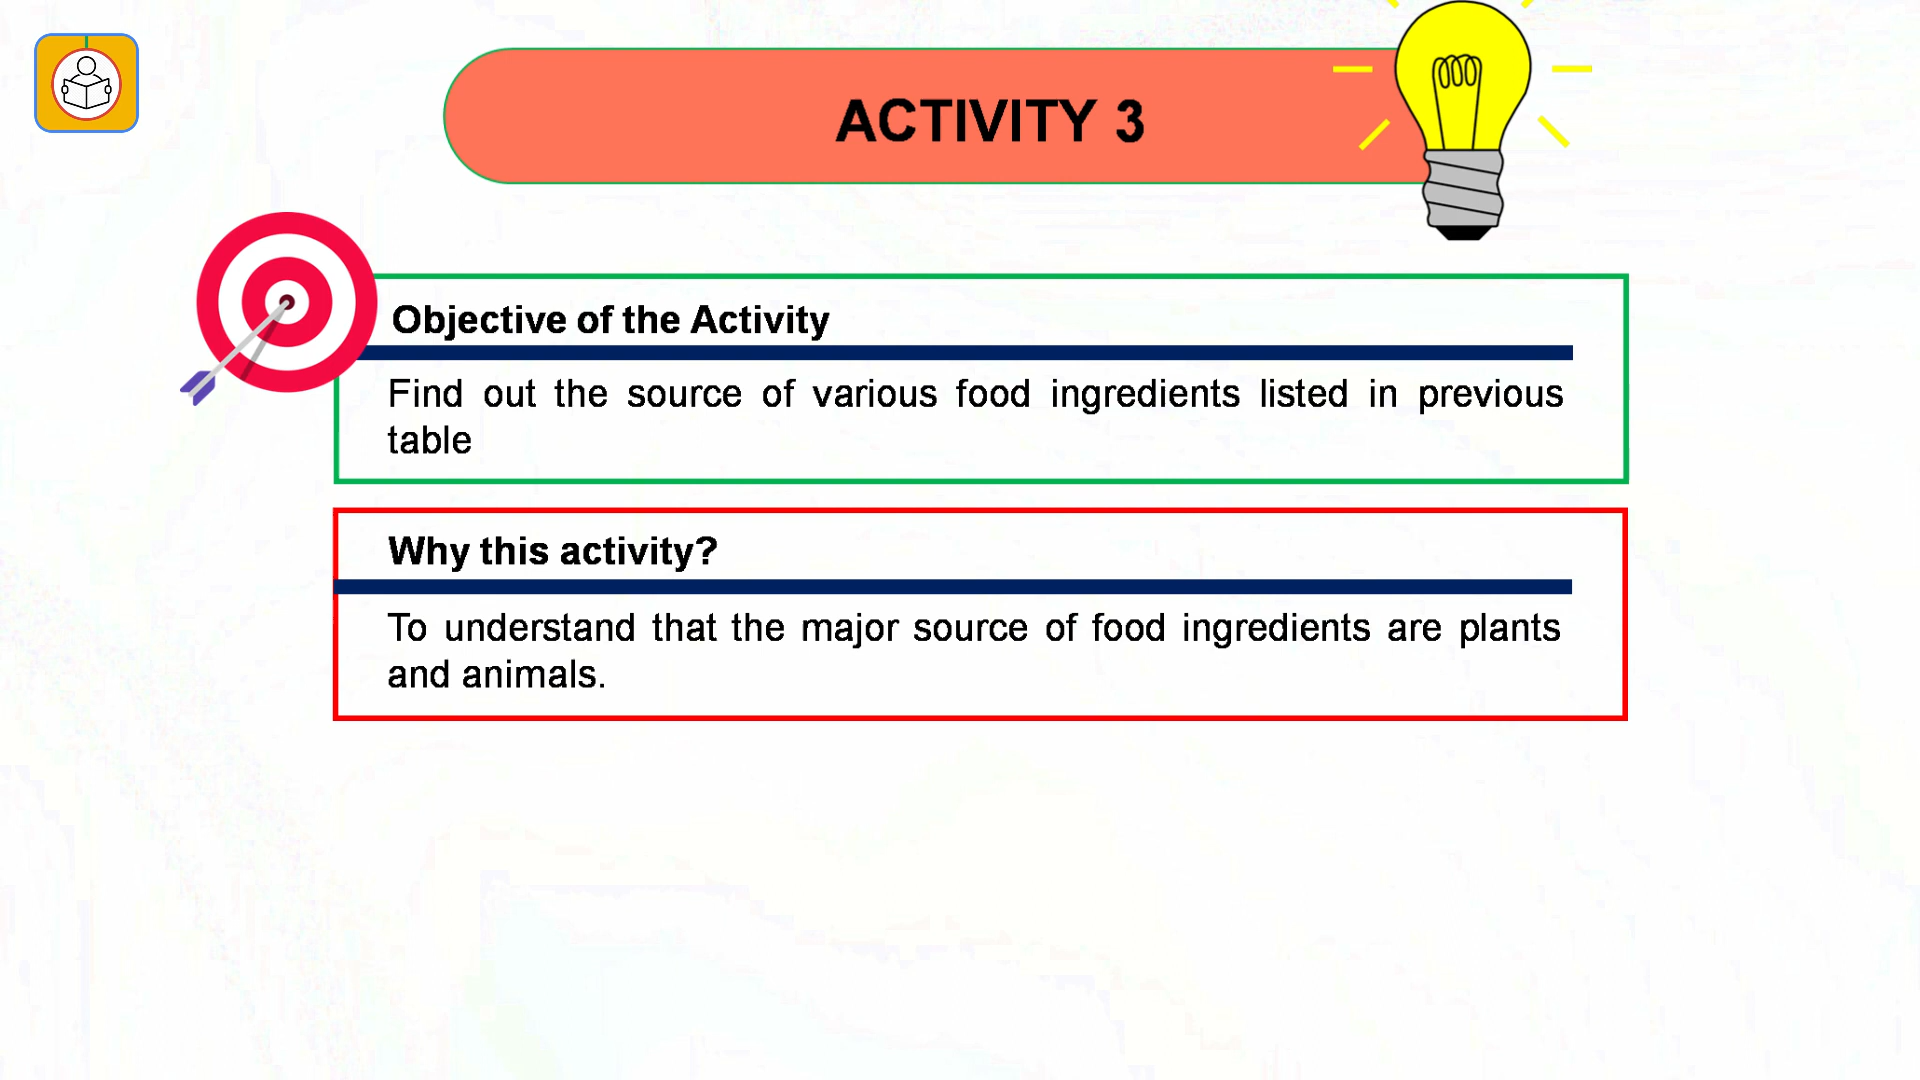 ACTIVITY 3
Objective of the Activity
Find out the source of various food ingredients listed in previous
table
Why this activity?
To understand that the major source of food ingredients are plants
and animals.